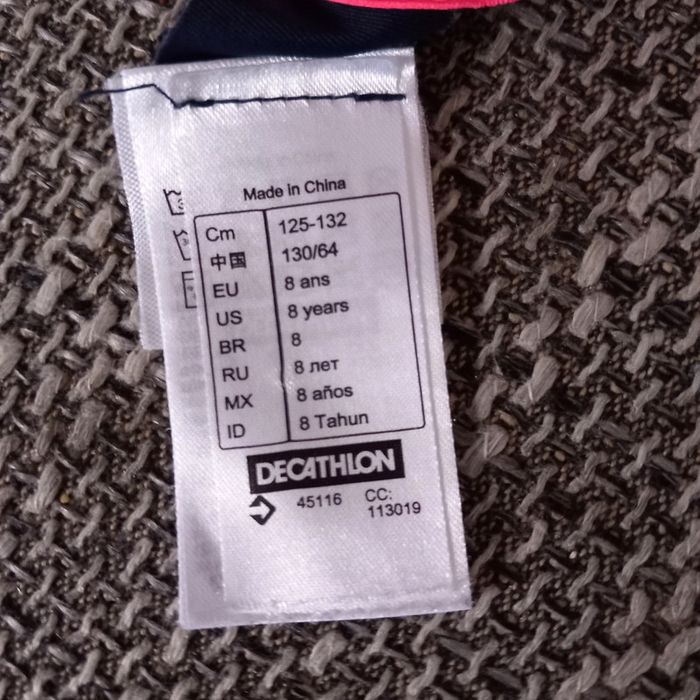 Made in China
Cm 125-132
中国 130/64
EU 8 ans
US 8 years
BR 8
RU 8 лет
MX 8 años
ID 8 Tahun
DECATHLON
45116 CC:
113019